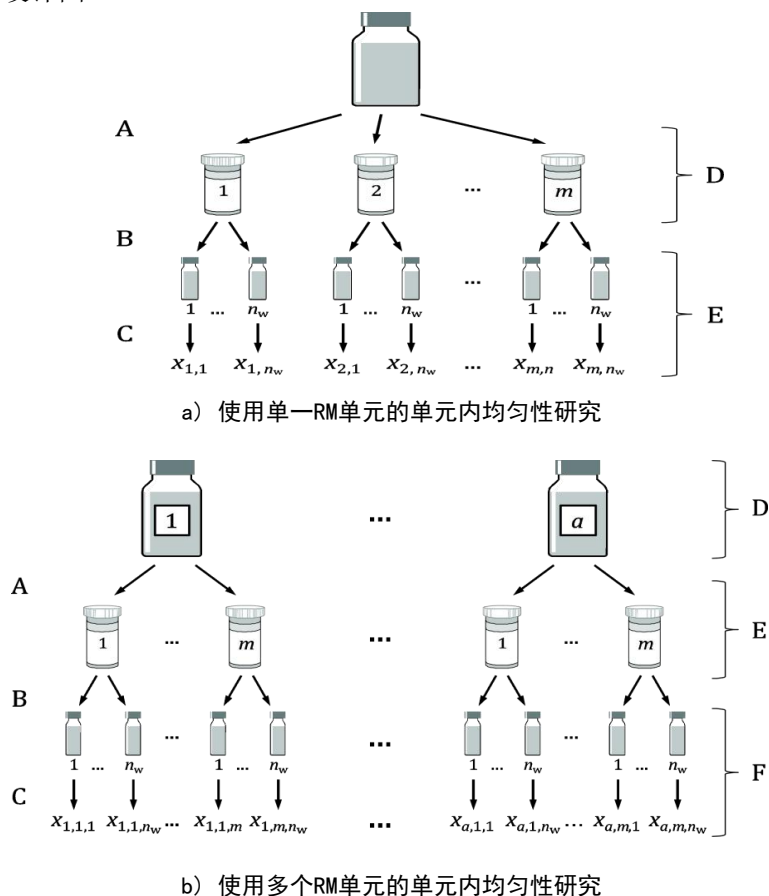 A
1 2 ... m
D
B
...
1 ... n_w 1 ... n_w 1 ... n_w
E
C
x_{1,1} x_{1,n_w} x_{2,1} x_{2,n_w} ... x_{m,n} x_{m,n_w}
a) 使用单一RM单元的单元内均匀性研究
1 ... a
D
A
1 ... m ... 1 ... m
E
B
... ... ...
1 ... n_w 1 ... n_w 1 ... n_w 1 ... n_w
F
C
x_{1,1,1} x_{1,1,n_w} ... x_{1,1,m} x_{1,m,n_w} ... x_{a,1,1} x_{a,1,n_w} ... x_{a,m,1} x_{a,m,n_w}
b) 使用多个RM单元的单元内均匀性研究